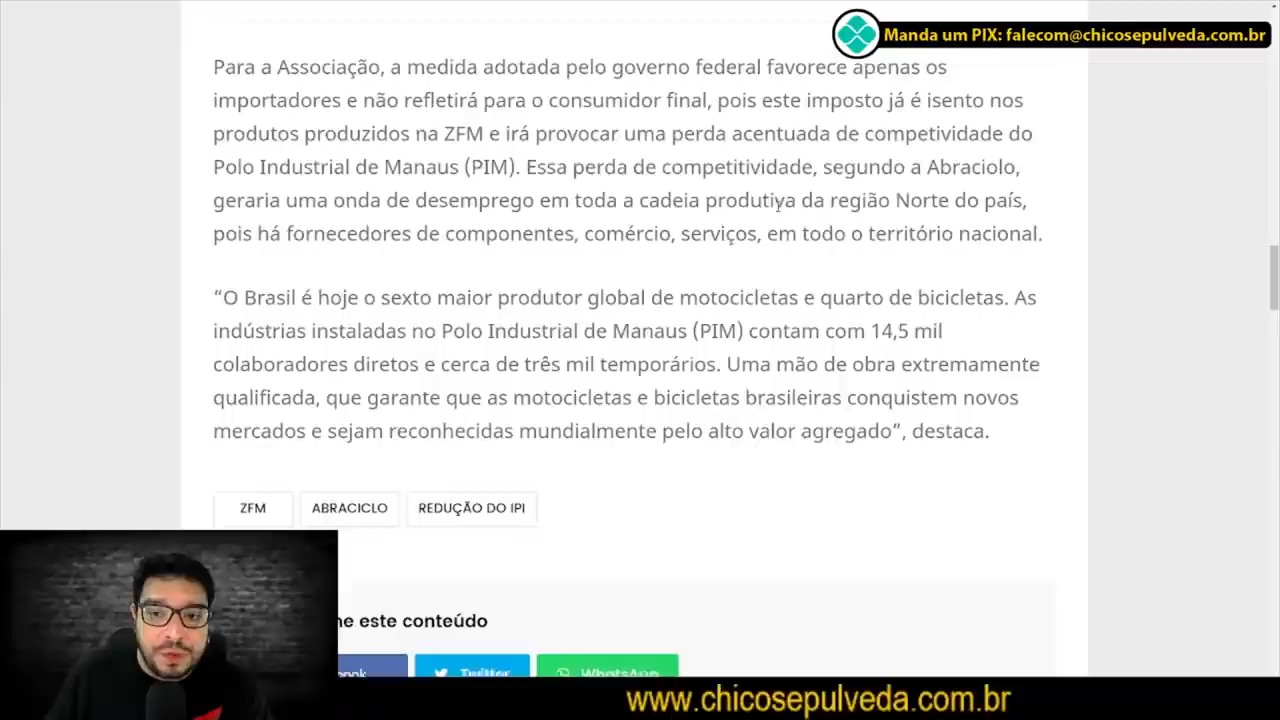 Manda um PIX: falecom@chicosepulveda.com.br
Para a Associação, a medida adotada pelo governo federal favorece apenas os
importadores e não refletirá para o consumidor final, pois este imposto já é isento nos
produtos produzidos na ZFM e irá provocar uma perda acentuada de competividade do
Polo Industrial de Manaus (PIM). Essa perda de competitividade, segundo a Abraciolo,
geraria uma onda de desemprego em toda a cadeia produtiva da região Norte do país,
pois há fornecedores de componentes, comércio, serviços, em todo o território nacional.
“O Brasil é hoje o sexto maior produtor global de motocicletas e quarto de bicicletas. As
indústrias instaladas no Polo Industrial de Manaus (PIM) contam com 14,5 mil
colaboradores diretos e cerca de três mil temporários. Uma mão de obra extremamente
qualificada, que garante que as motocicletas e bicicletas brasileiras conquistem novos
mercados e sejam reconhecidas mundialmente pelo alto valor agregado”, destaca.
ZFM ABRACICLO REDUÇÃO DO IPI
este conteúdo
Twitter WhatsApp
www.chicosepulveda.com.br